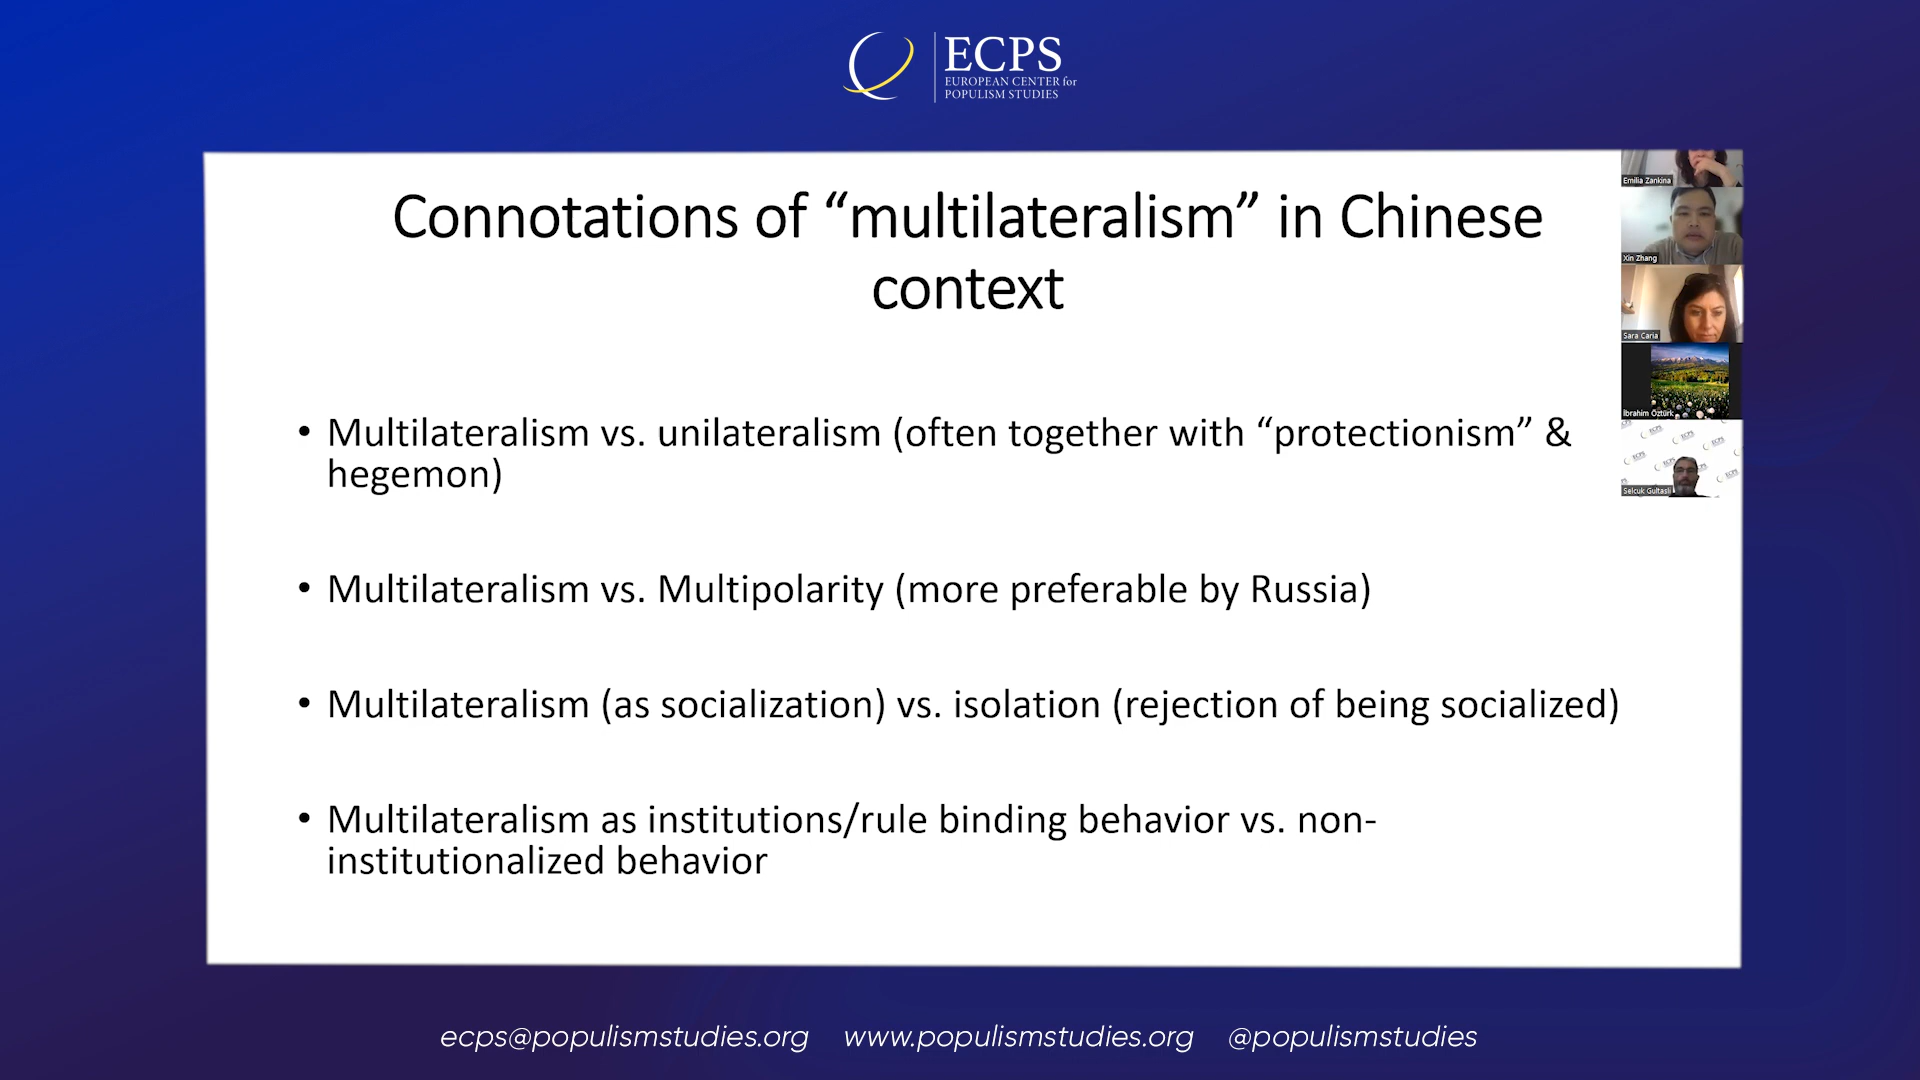 ECPS
EUROPEAN CENTER for
POPULISM STUDIES
Connotations of “multilateralism” in Chinese
context
• Multilateralism vs. unilateralism (often together with “protectionism” &
hegemon)
• Multilateralism vs. Multipolarity (more preferable by Russia)
• Multilateralism (as socialization) vs. isolation (rejection of being socialized)
• Multilateralism as institutions/rule binding behavior vs. non-
institutionalized behavior
Emilia Zankina
Xin Zhang
Sara Caria
İbrahim Öztürk
Selcuk Gultasli
ecps@populismstudies.org www.populismstudies.org @populismstudies